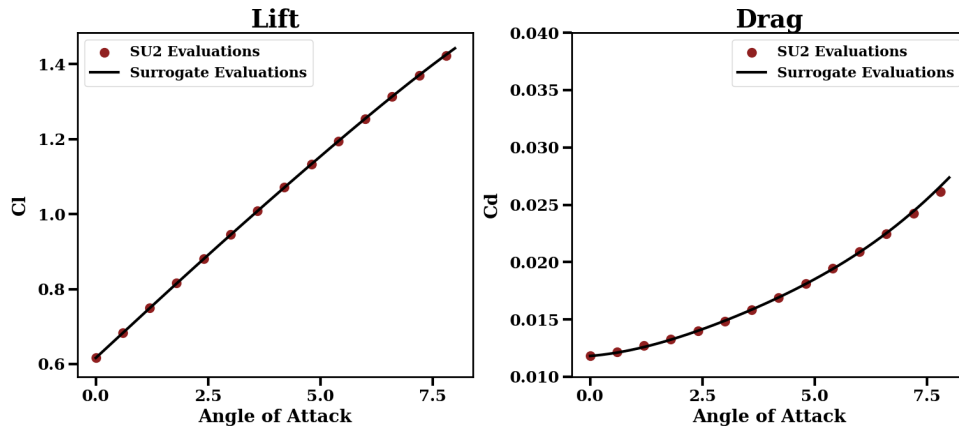 Lift
SU2 Evaluations
Surrogate Evaluations
1.4
1.2
1.0
0.8
0.6
Cl
0.0 2.5 5.0 7.5
Angle of Attack
Drag
SU2 Evaluations
Surrogate Evaluations
0.040
0.035
0.030
0.025
0.020
0.015
0.010
Cd
0.0 2.5 5.0 7.5
Angle of Attack